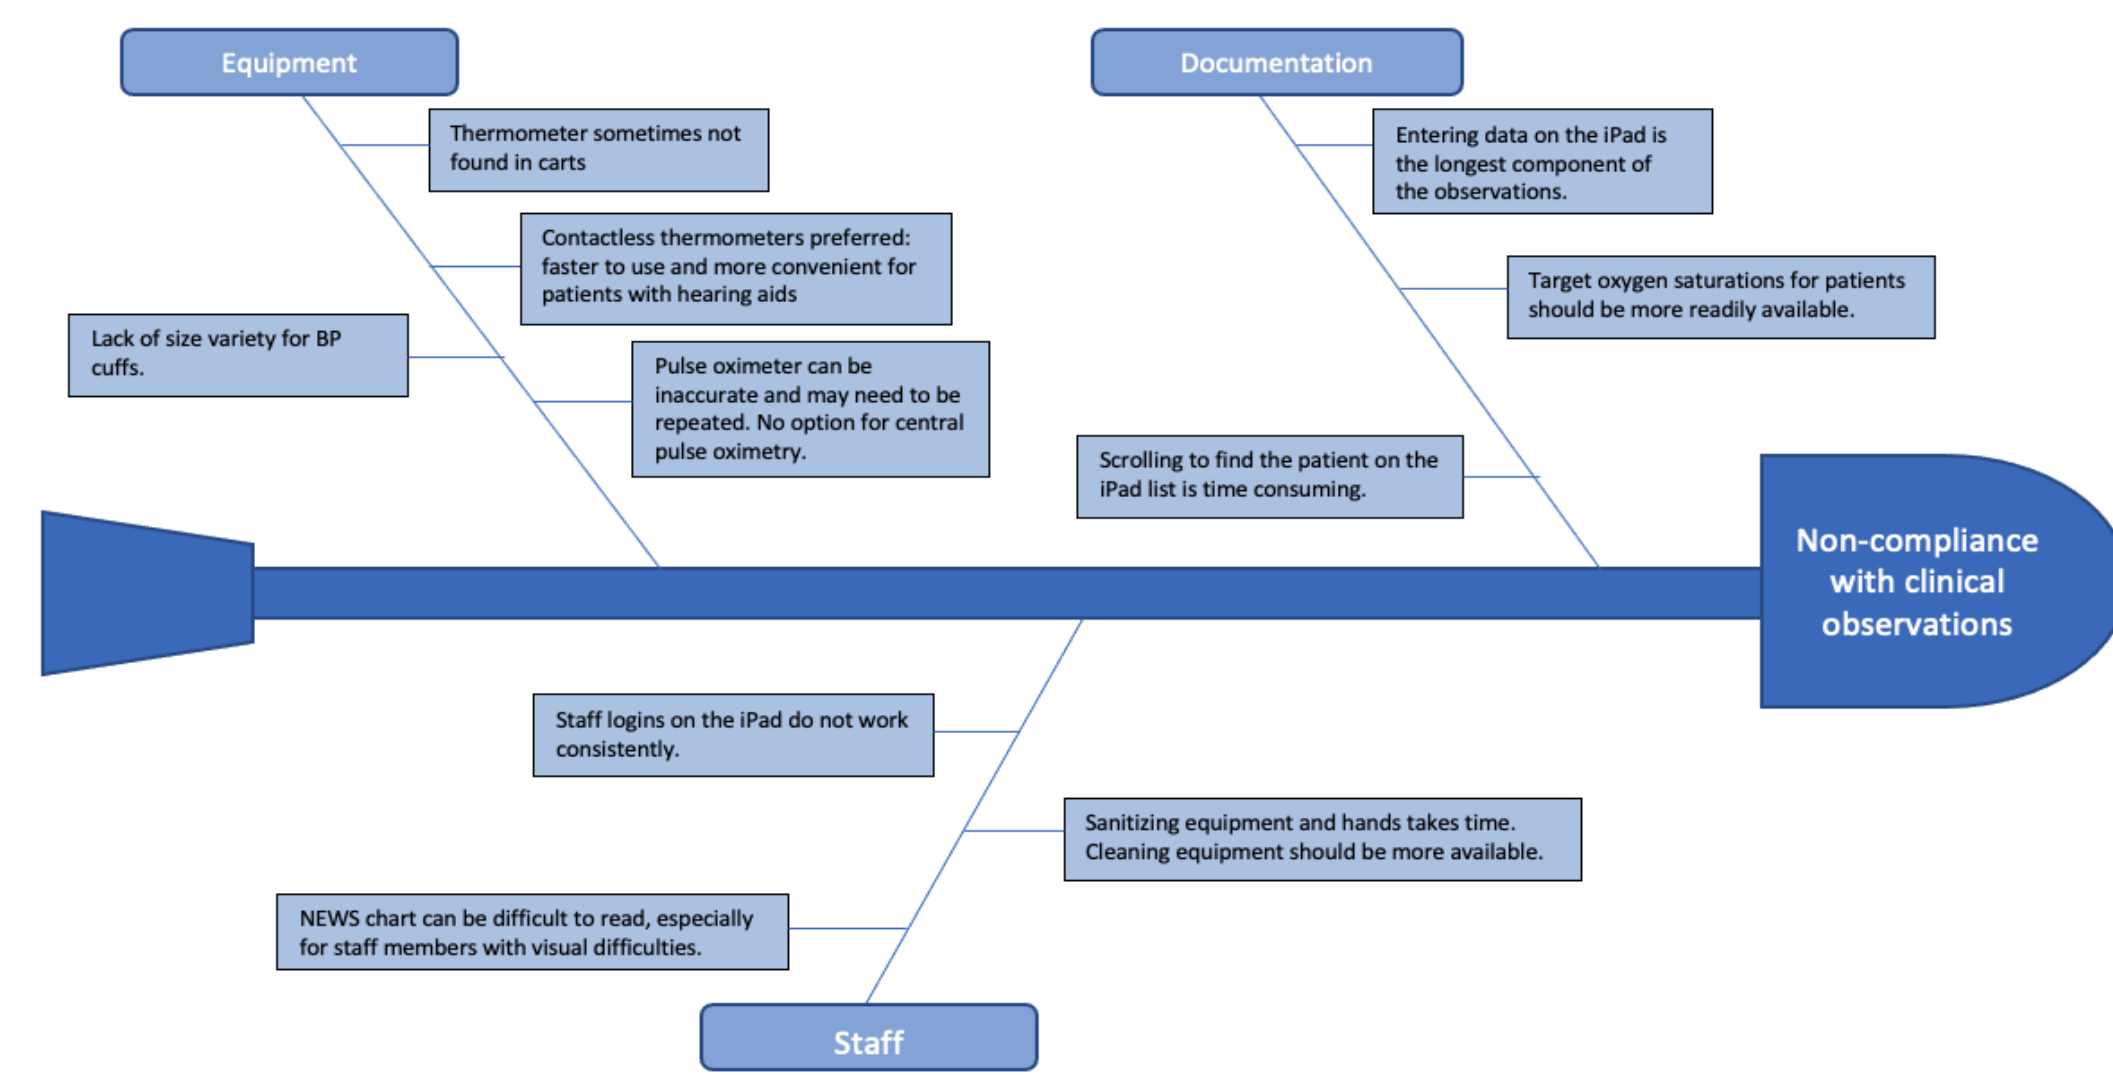 Equipment
Thermometer sometimes not
found in carts
Contactless thermometers preferred:
faster to use and more convenient for
patients with hearing aids
Lack of size variety for BP
cuffs.
Pulse oximeter can be
inaccurate and may need to be
repeated. No option for central
pulse oximetry.
Documentation
Entering data on the iPad is
the longest component of
the observations.
Target oxygen saturations for patients
should be more readily available.
Scrolling to find the patient on the
iPad list is time consuming.
Non-compliance
with clinical
observations
Staff logins on the iPad do not work
consistently.
Sanitizing equipment and hands takes time.
Cleaning equipment should be more available.
NEWS chart can be difficult to read, especially
for staff members with visual difficulties.
Staff